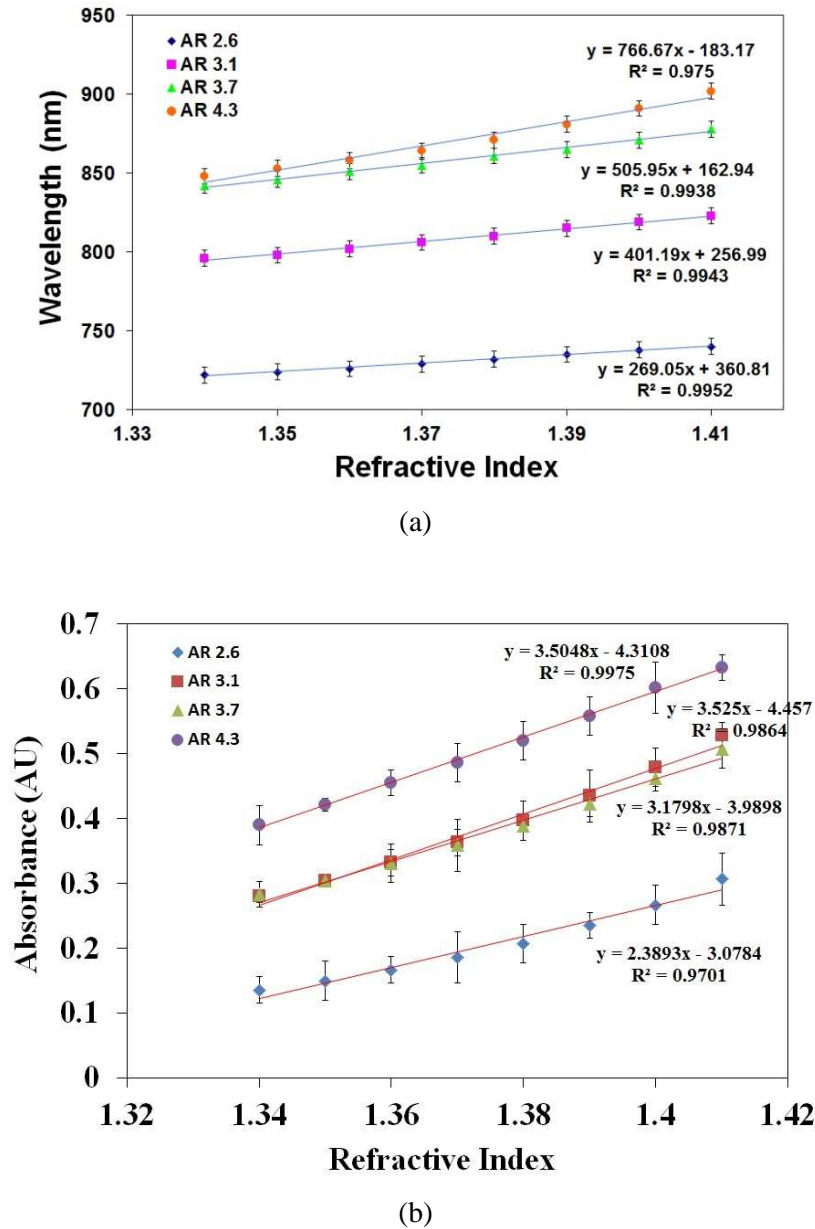 950
900
850
800
750
700
Wavelength (nm)
AR 2.6
AR 3.1
AR 3.7
AR 4.3
y = 766.67x - 183.17
R² = 0.975
y = 505.95x + 162.94
R² = 0.9938
y = 401.19x + 256.99
R² = 0.9943
y = 269.05x + 360.81
R² = 0.9952
1.33 1.35 1.37 1.39 1.41
Refractive Index
(a)
0.7
0.6
0.5
0.4
0.3
0.2
0.1
0
Absorbance (AU)
AR 2.6
AR 3.1
AR 3.7
AR 4.3
y = 3.5048x - 4.3108
R² = 0.9975
y = 3.525x - 4.457
R² = 0.9864
y = 3.1798x - 3.9898
R² = 0.9871
y = 2.3893x - 3.0784
R² = 0.9701
1.32 1.34 1.36 1.38 1.4 1.42
Refractive Index
(b)